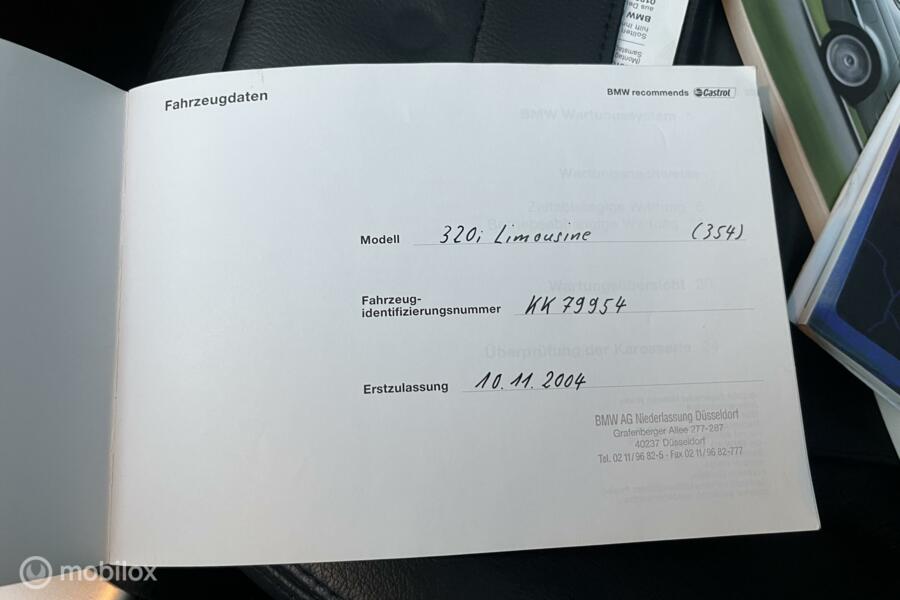 Fahrzeugdaten
BMW recommends Castrol
Modell 320i Limousine (354)
Fahrzeug-
identifizierungsnummer KK 79954
Erstzulassung 10.11.2004
BMW AG Niederlassung Düsseldorf
Grafenberger Allee 277-287
40237 Düsseldorf
Tel. 02 11/96 82-5 - Fax 02 11/96 82-777
BMW
mobilox